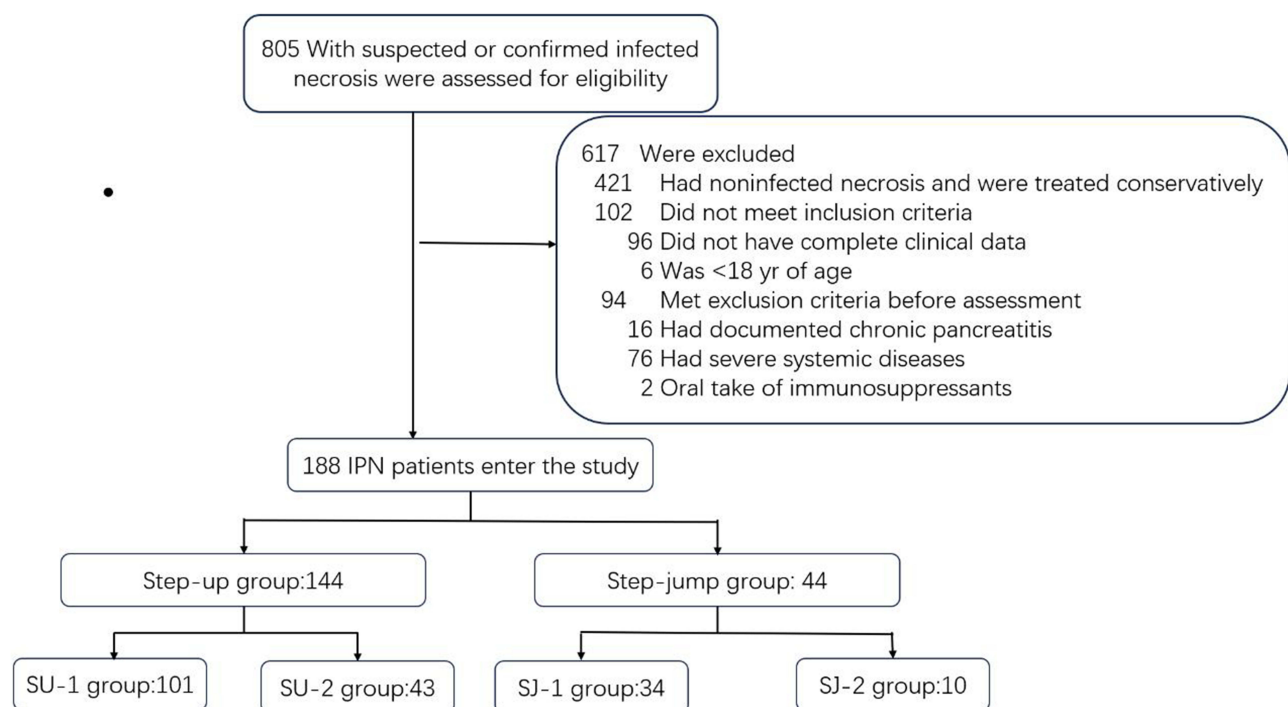 805 With suspected or confirmed infected
necrosis were assessed for eligibility
617 Were excluded
421 Had noninfected necrosis and were treated conservatively
102 Did not meet inclusion criteria
96 Did not have complete clinical data
6 Was <18 yr of age
94 Met exclusion criteria before assessment
16 Had documented chronic pancreatitis
76 Had severe systemic diseases
2 Oral take of immunosuppressants
188 IPN patients enter the study
Step-up group:144
Step-jump group: 44
SU-1 group:101
SU-2 group:43
SJ-1 group:34
SJ-2 group:10